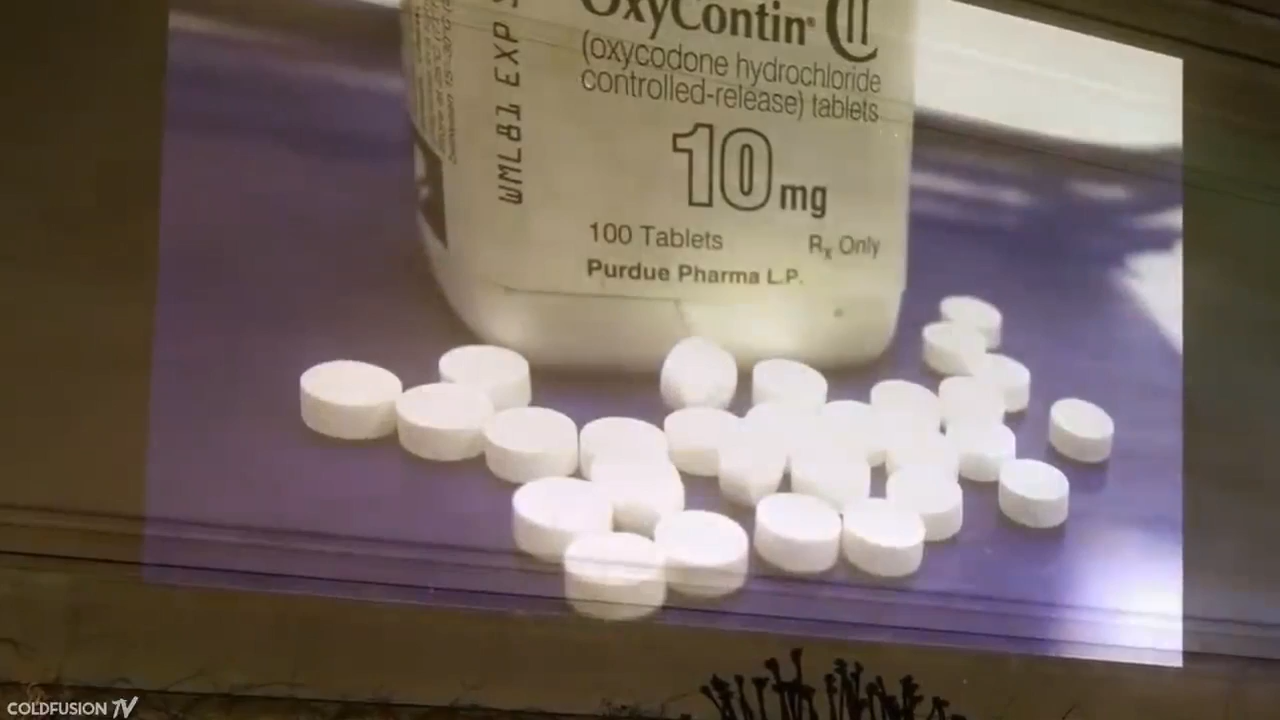 OxyContin® CII
(oxycodone hydrochloride
controlled-release) tablets
10 mg
100 Tablets Rx Only
Purdue Pharma L.P.
WML81 EXP
COLDFUSION TV